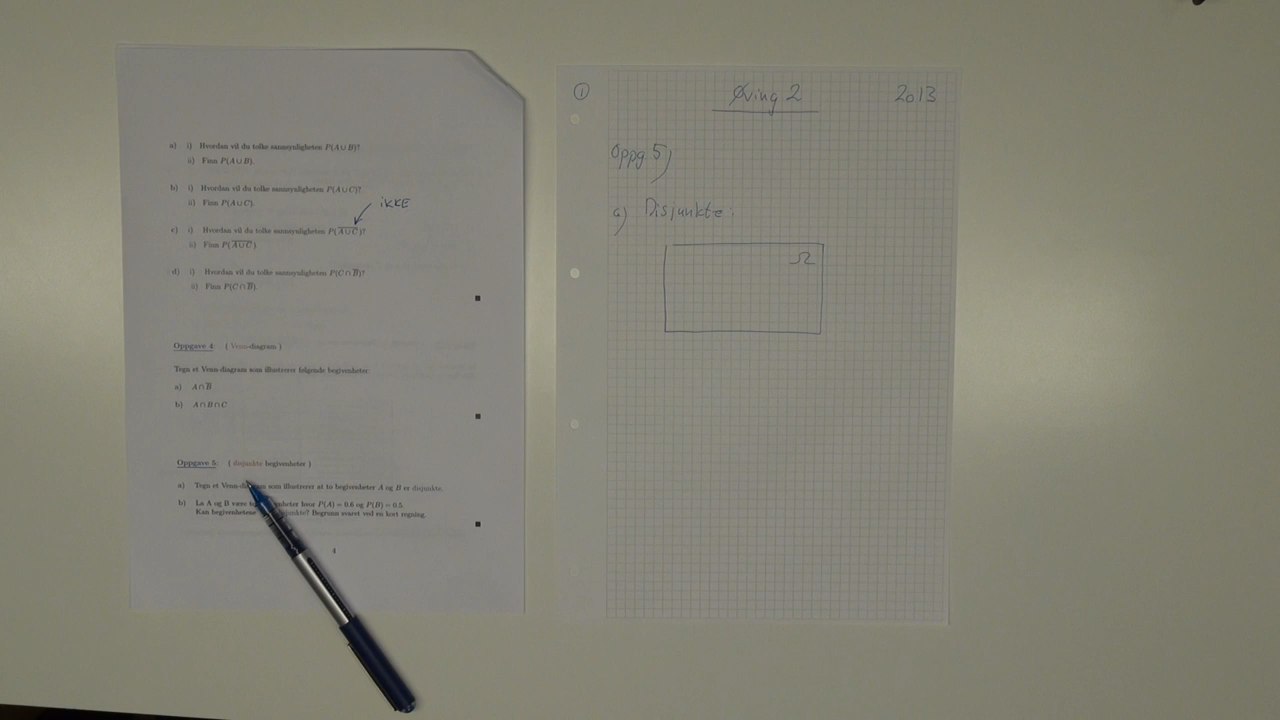 a) i) Hvordan vil du tolke sannsynligheten P(A∪B)?
ii) Finn P(A∪B).
b) i) Hvordan vil du tolke sannsynligheten P(A∪C)?
ii) Finn P(A∪C).
iKKE
c) i) Hvordan vil du tolke sannsynligheten P(A̅∪̅C̅)?
ii) Finn P(A̅∪̅C̅).
d) i) Hvordan vil du tolke sannsynligheten P(C∩B̅)?
ii) Finn P(C∩B̅).
Oppgave 4: ( Venn-diagram )
Tegn et Venn-diagram som illustrerer følgende begivenheter:
a) A∩B̅
b) A∩B∩C
Oppgave 5: ( disjunkte begivenheter )
a) Tegn et Venn-diagram som illustrerer at to begivenheter A og B er disjunkte.
b) La A og B være to begivenheter hvor P(A) = 0.6 og P(B) = 0.5.
Kan begivenhetene disjunkte? Begrunn svaret ved en kort regning.
4
1 Øving 2 2013
Oppg 5)
a) Disjunkte:
Ω